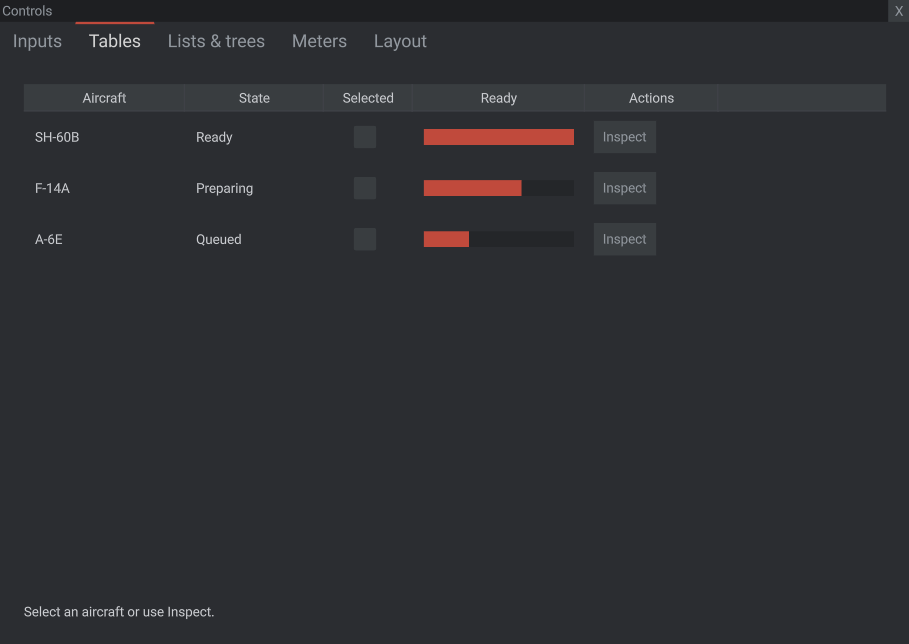 Controls X
Inputs Tables Lists & trees Meters Layout
Aircraft State Selected Ready Actions
SH-60B Ready Inspect
F-14A Preparing Inspect
A-6E Queued Inspect
Select an aircraft or use Inspect.